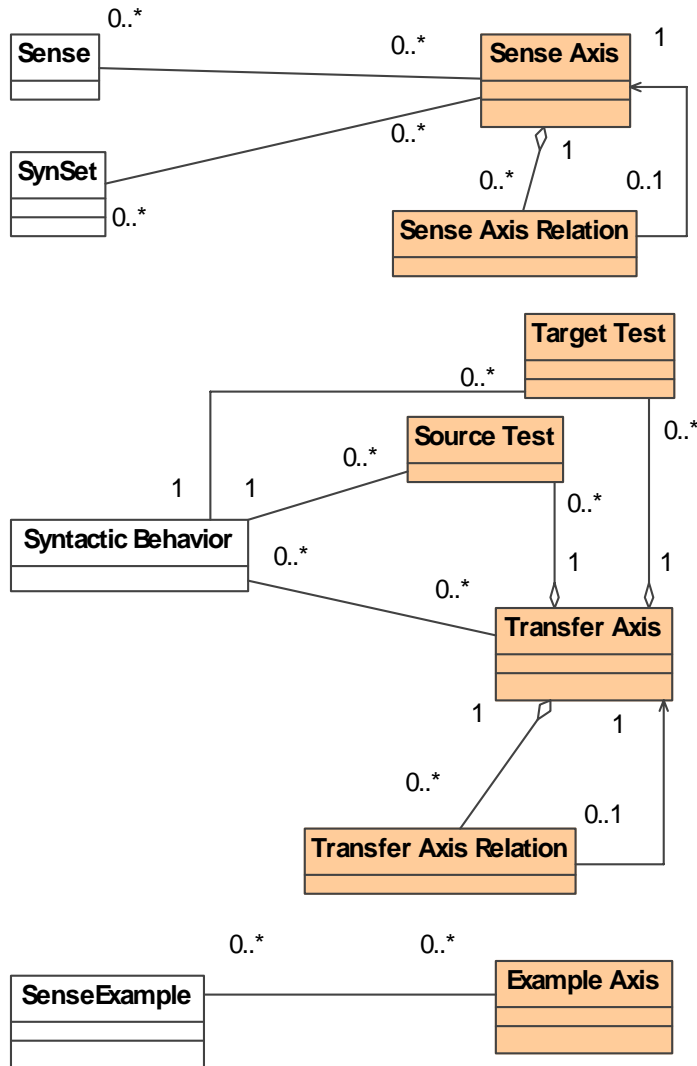 0..*
Sense
0..*
Sense Axis
1
0..*
SynSet
0..*
1
0..*
0..1
Sense Axis Relation
Target Test
0..*
Source Test
0..*
0..*
1
1
0..*
Syntactic Behavior
0..*
0..*
1
1
Transfer Axis
1
1
0..*
0..1
Transfer Axis Relation
0..*
0..*
SenseExample
Example Axis